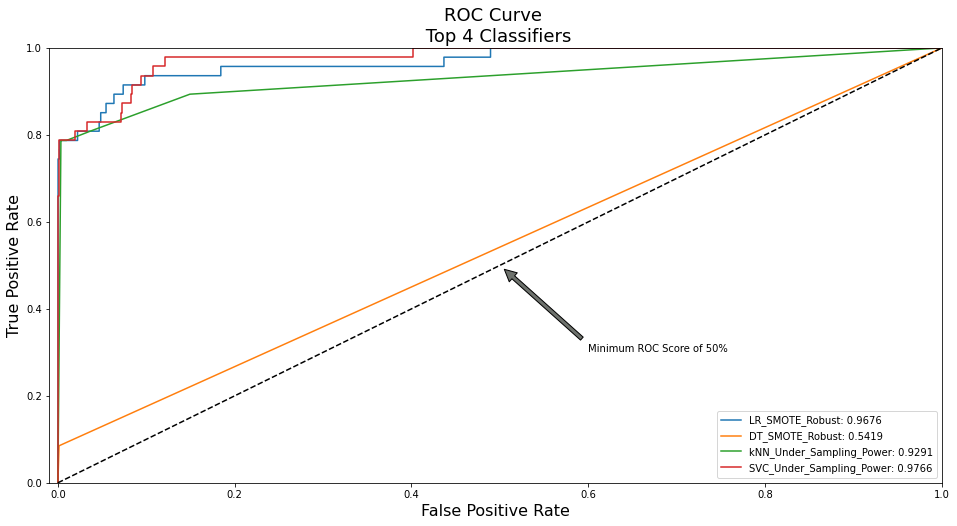 ROC Curve
Top 4 Classifiers
True Positive Rate
1.0
0.8
0.6
0.4
0.2
0.0
Minimum ROC Score of 50%
LR_SMOTE_Robust: 0.9676
DT_SMOTE_Robust: 0.5419
kNN_Under_Sampling_Power: 0.9291
SVC_Under_Sampling_Power: 0.9766
0.0 0.2 0.4 0.6 0.8 1.0
False Positive Rate